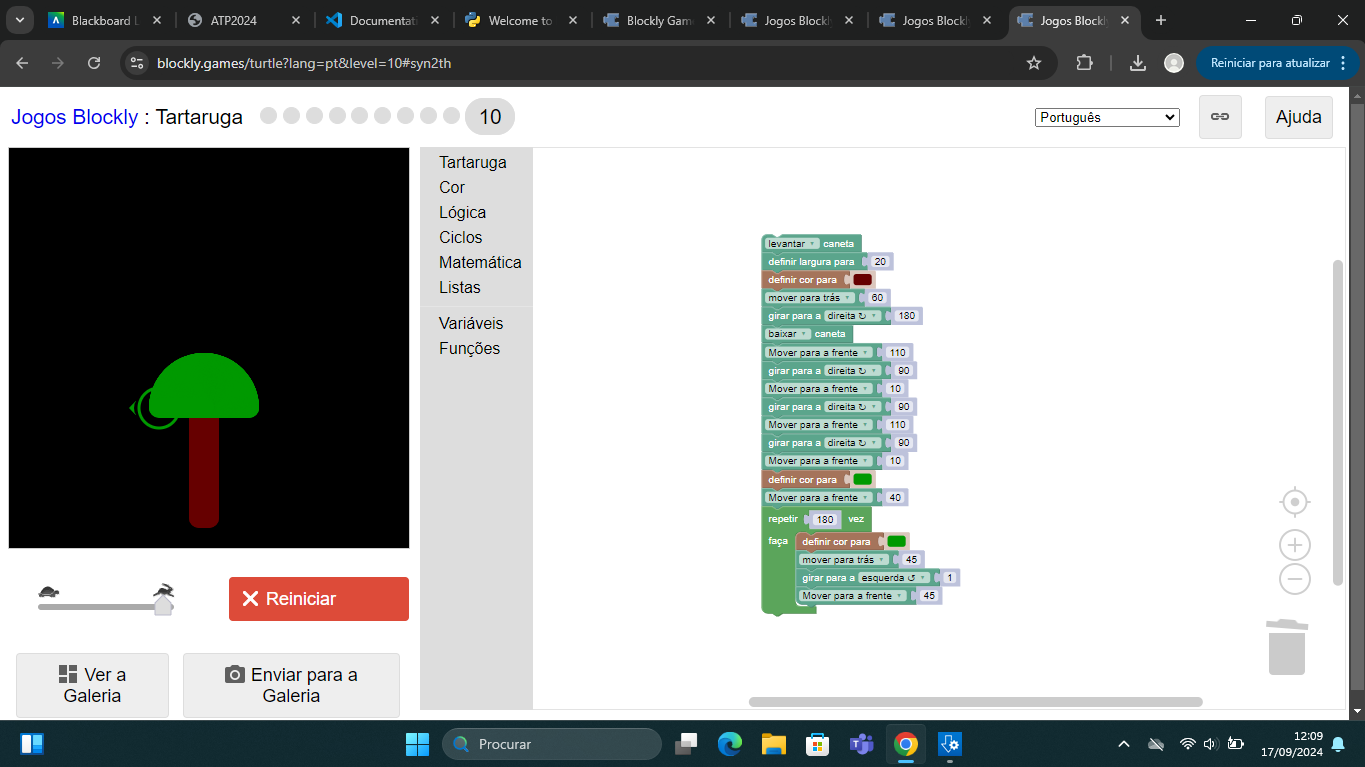 Blackboard L
ATP2024
Documentat
Welcome to
Blockly Gam
Jogos Blockly
Jogos Blockl
Jogos Blockly
blockly.games/turtle?lang=pt&level=10#syn2th
Reiniciar para atualizar
Jogos Blockly : Tartaruga
10
Português
Ajuda
Tartaruga
Cor
Lógica
Ciclos
Matemática
Listas
Variáveis
Funções
levantar caneta
definir largura para 20
definir cor para
mover para trás 60
girar para a direita ↻ 180
baixar caneta
Mover para a frente 110
girar para a direita ↻ 90
Mover para a frente 10
girar para a direita ↻ 90
Mover para a frente 110
girar para a direita ↻ 90
Mover para a frente 10
definir cor para
Mover para a frente 40
repetir 180 vez
faça definir cor para
mover para trás 45
girar para a esquerda ↺ 1
Mover para a frente 45
Reiniciar
Ver a
Galeria
Enviar para a
Galeria
Procurar
12:09
17/09/2024